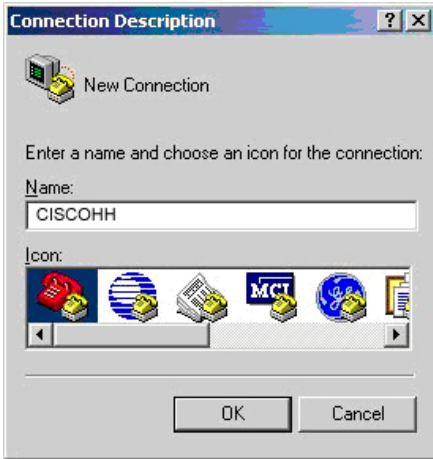 Connection Description
New Connection
Enter a name and choose an icon for the connection:
Name:
CISCOHH
Icon:
MCI
OK
Cancel